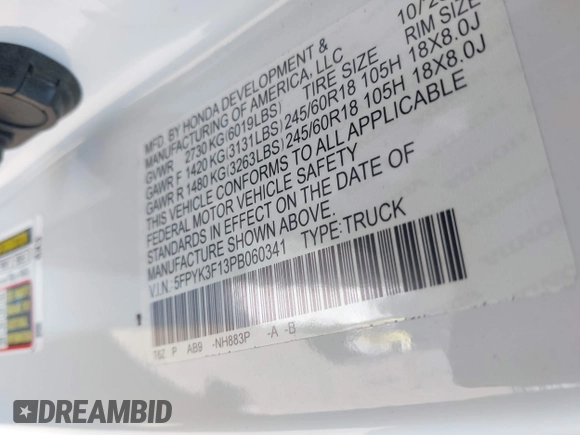 MFD. BY HONDA DEVELOPMENT &
MANUFACTURING OF AMERICA, LLC 10/
GVWR 2730 KG (6019LBS) TIRE SIZE RIM SIZE
GAWR F 1420 KG (3131LBS) 245/60R18 105H 18X8.0J
GAWR R 1480 KG (3263LBS) 245/60R18 105H 18X8.0J
THIS VEHICLE CONFORMS TO ALL APPLICABLE
FEDERAL MOTOR VEHICLE SAFETY
STANDARDS IN EFFECT ON THE DATE OF
MANUFACTURE SHOWN ABOVE.
V.I.N.: 5FPYK3F13PB060341 TYPE:TRUCK
T6Z P AB9 -NH883P -A -B
DREAMBID